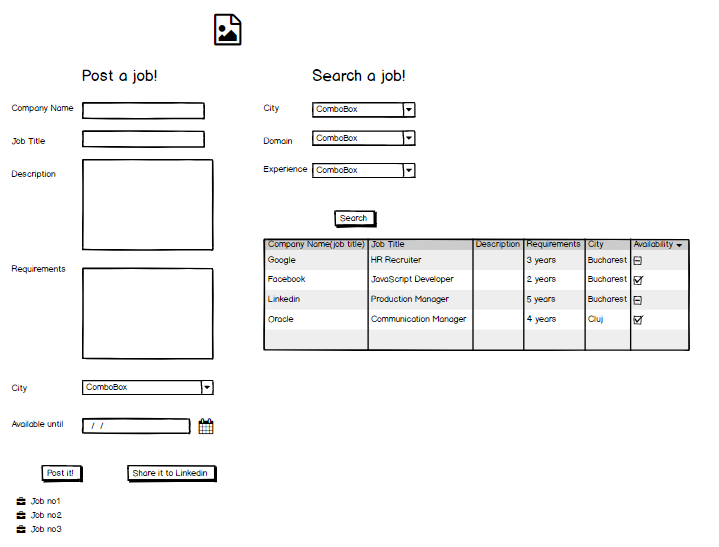 Post a job!
Company Name
Job Title
Description
Requirements
City ComboBox
Available until / /
Post it! Share it to Linkedin
Job no1
Job no2
Job no3
Search a job!
City ComboBox
Domain ComboBox
Experience ComboBox
Search
Company Name(job title) Job Title Description Requirements City Availability
Google HR Recruiter 3 years Bucharest
Facebook JavaScript Developer 2 years Bucharest
Linkedin Production Manager 5 years Bucharest
Oracle Communication Manager 4 years Cluj